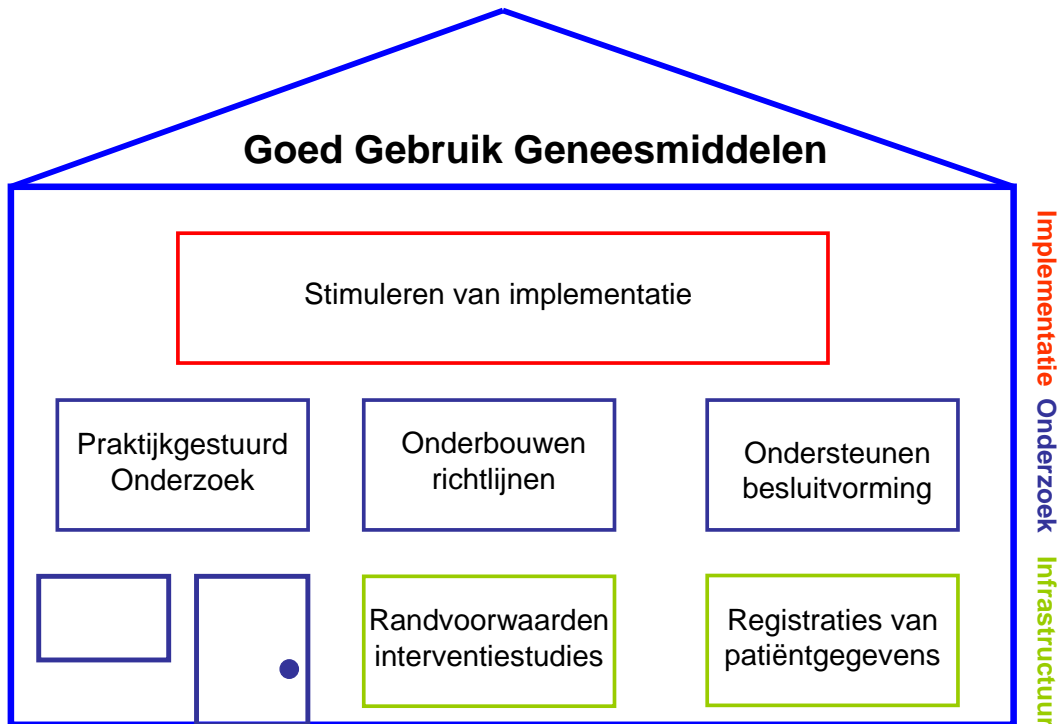 Goed Gebruik Geneesmiddelen
Stimuleren van implementatie
Praktijkgestuurd
Onderzoek
Onderbouwen
richtlijnen
Ondersteunen
besluitvorming
Randvoorwaarden
interventiestudies
Registraties van
patiëntgegevens
Implementatie
Onderzoek
Infrastructuur